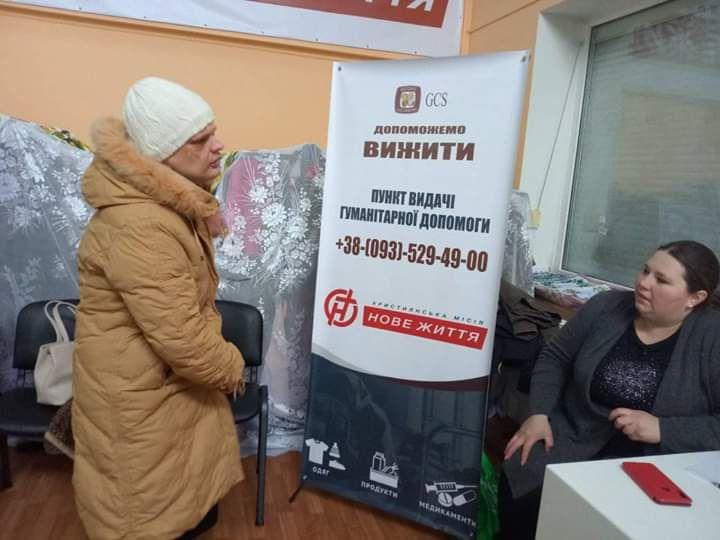 ТТЯ
GCS
ДОПОМОЖЕМО
ВИЖИТИ
ПУНКТ ВИДАЧІ
ГУМАНІТАРНОЇ ДОПОМОГИ
+38-(093)-529-49-00
ХРИСТИЯНСЬКА МІСІЯ
НОВЕ ЖИТТЯ
ОДЯГ
ПРОДУКТИ
МЕДИКАМЕНТИ